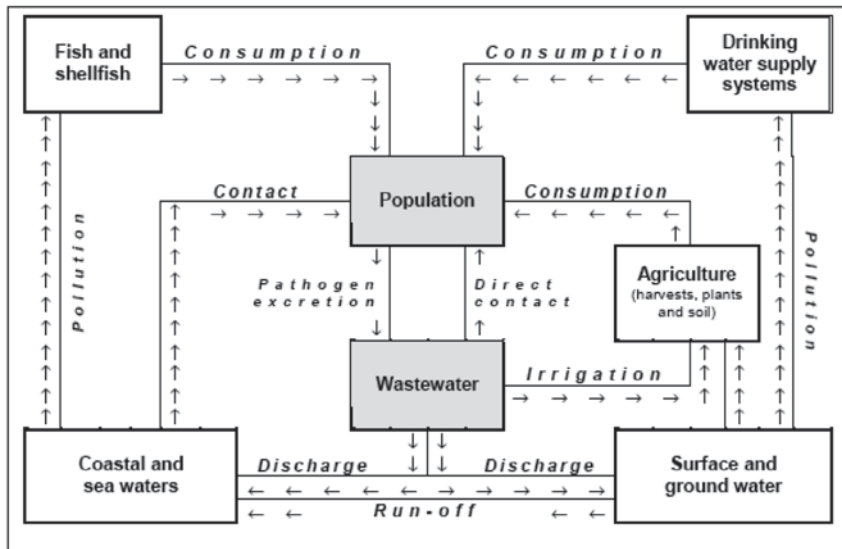 Fish and
shellfish
Consumption
Consumption
Drinking
water supply
systems
Contact
Population
Consumption
Pollution
Pathogen
excretion
Direct
contact
Agriculture
(harvests, plants
and soil)
Pollution
Wastewater
Irrigation
Coastal and
sea waters
Discharge
Discharge
Run-off
Surface and
ground water